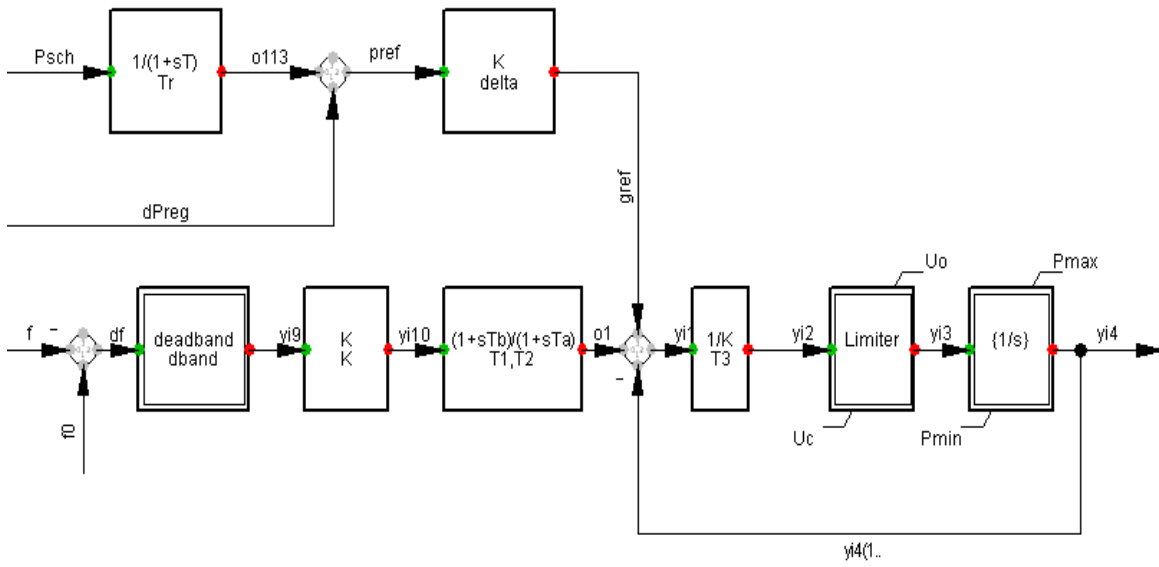 Psch
1/(1+sT)
Tr
o113
pref
K
delta
dPreg
gref
f
-
df
f0
deadband
dband
yi9
K
K
yi10
(1+sTb)/(1+sTa)
T1,T2
o1
-
yi1
1/K
T3
yi2
Uo
Limiter
Uc
yi3
Pmax
{1/s}
Pmin
yi4
yi4(1..